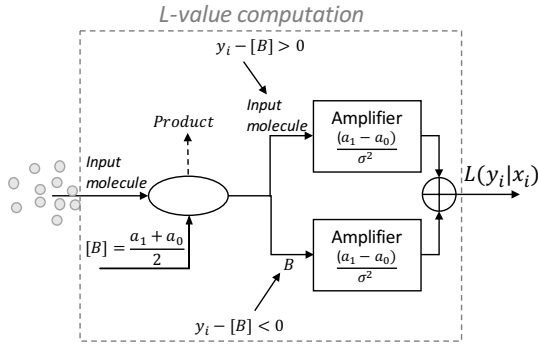 L-value computation
y_i − [B] > 0
Product
Input
molecule
Amplifier
(a_1 − a_0)
σ^2
Input
molecule
L(y_i|x_i)
[B] = a_1 + a_0
2
B
Amplifier
(a_1 − a_0)
σ^2
y_i − [B] < 0